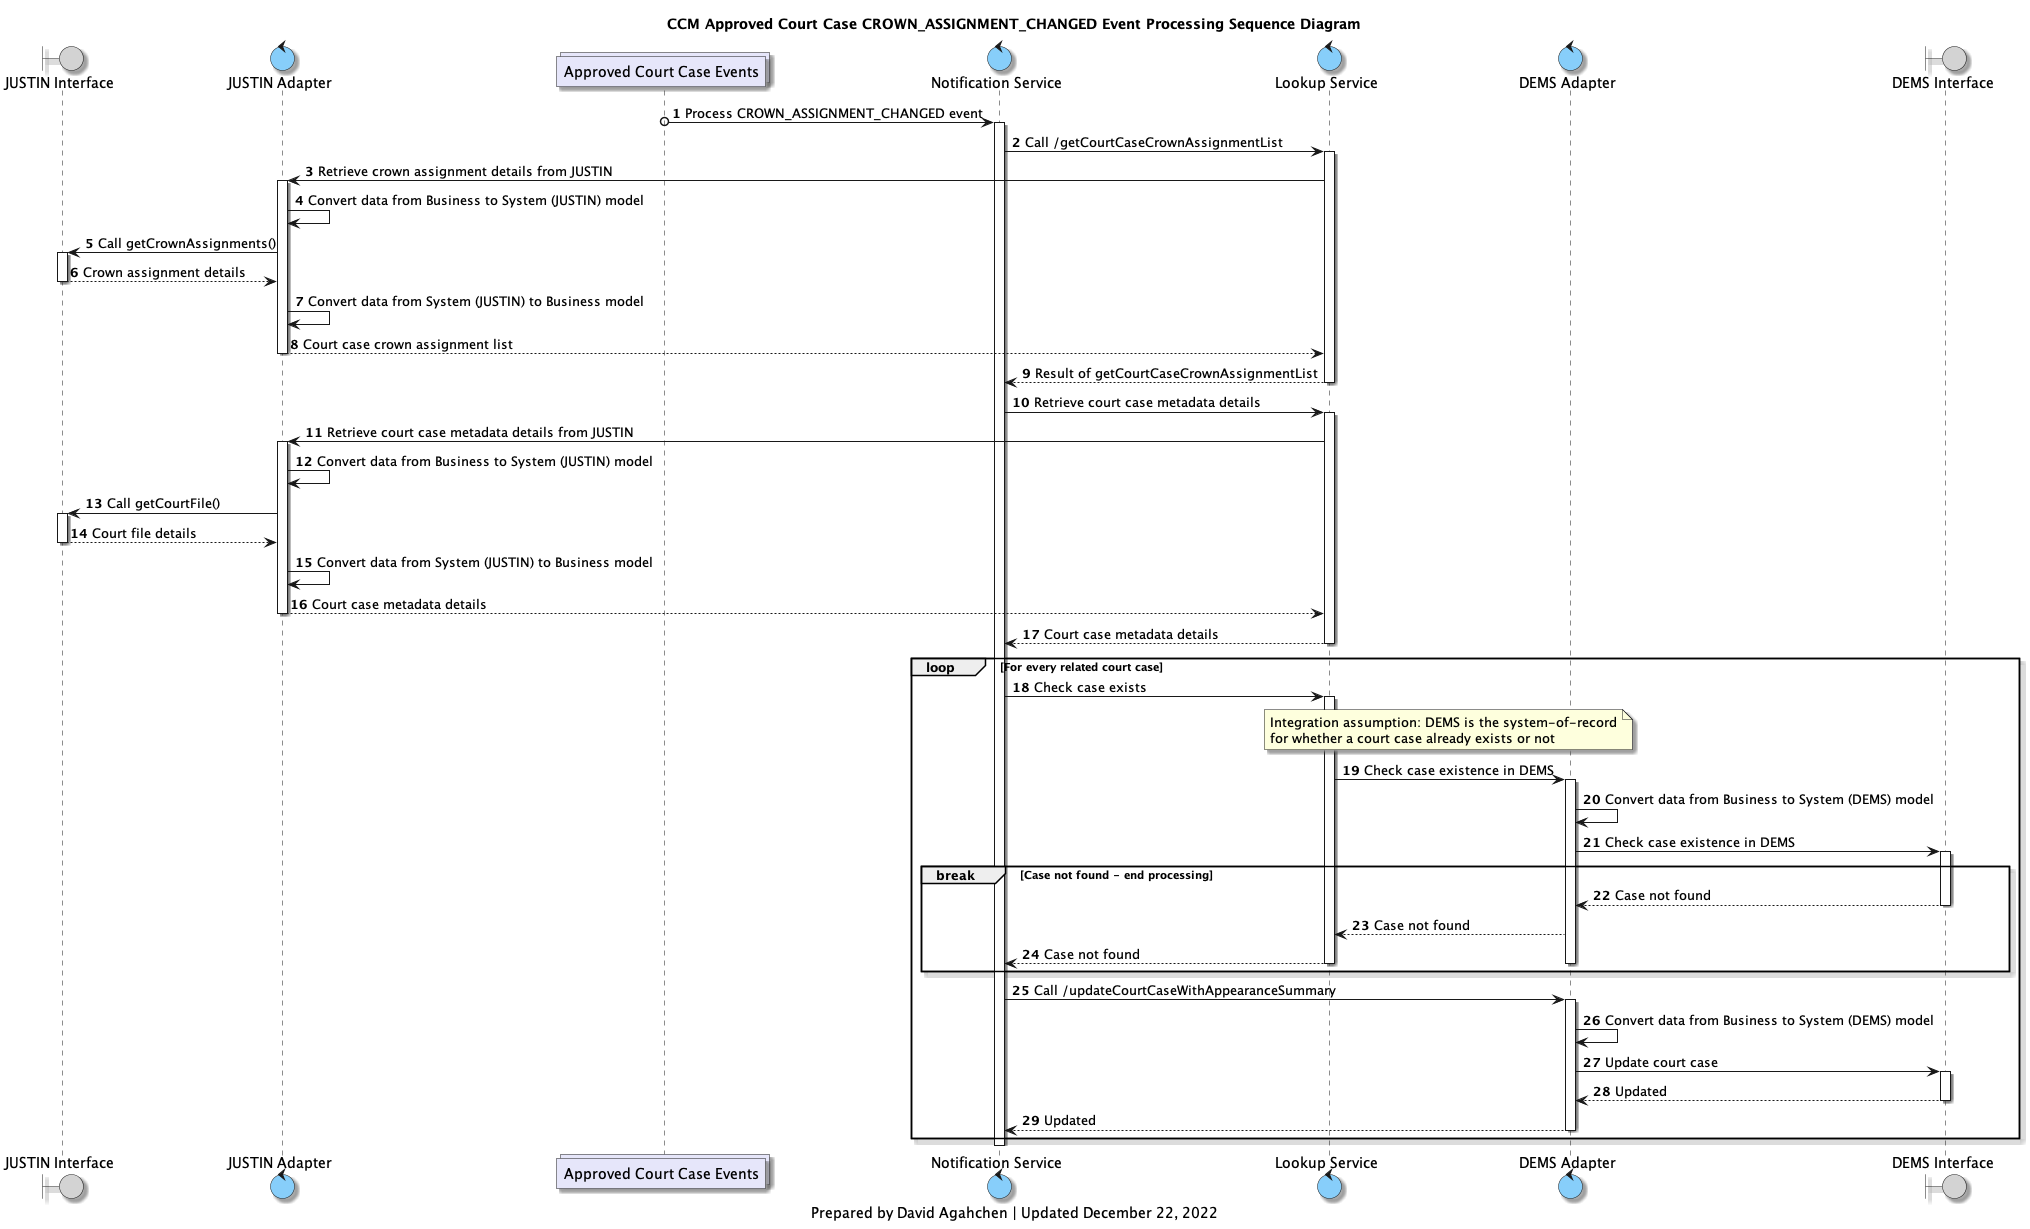 CCM Approved Court Case CROWN_ASSIGNMENT_CHANGED Event Processing Sequence Diagram
JUSTIN Interface
JUSTIN Adapter
Approved Court Case Events
Notification Service
Lookup Service
DEMS Adapter
DEMS Interface
1 Process CROWN_ASSIGNMENT_CHANGED event
2 Call /getCourtCaseCrownAssignmentList
3 Retrieve crown assignment details from JUSTIN
4 Convert data from Business to System (JUSTIN) model
5 Call getCrownAssignments()
6 Crown assignment details
7 Convert data from System (JUSTIN) to Business model
8 Court case crown assignment list
9 Result of getCourtCaseCrownAssignmentList
10 Retrieve court case metadata details
11 Retrieve court case metadata details from JUSTIN
12 Convert data from Business to System (JUSTIN) model
13 Call getCourtFile()
14 Court file details
15 Convert data from System (JUSTIN) to Business model
16 Court case metadata details
17 Court case metadata details
loop [For every related court case]
18 Check case exists
Integration assumption: DEMS is the system-of-record
for whether a court case already exists or not
19 Check case existence in DEMS
20 Convert data from Business to System (DEMS) model
21 Check case existence in DEMS
break [Case not found - end processing]
22 Case not found
23 Case not found
24 Case not found
25 Call /updateCourtCaseWithAppearanceSummary
26 Convert data from Business to System (DEMS) model
27 Update court case
28 Updated
29 Updated
JUSTIN Interface
JUSTIN Adapter
Approved Court Case Events
Notification Service
Lookup Service
DEMS Adapter
DEMS Interface
Prepared by David Agahchen | Updated December 22, 2022